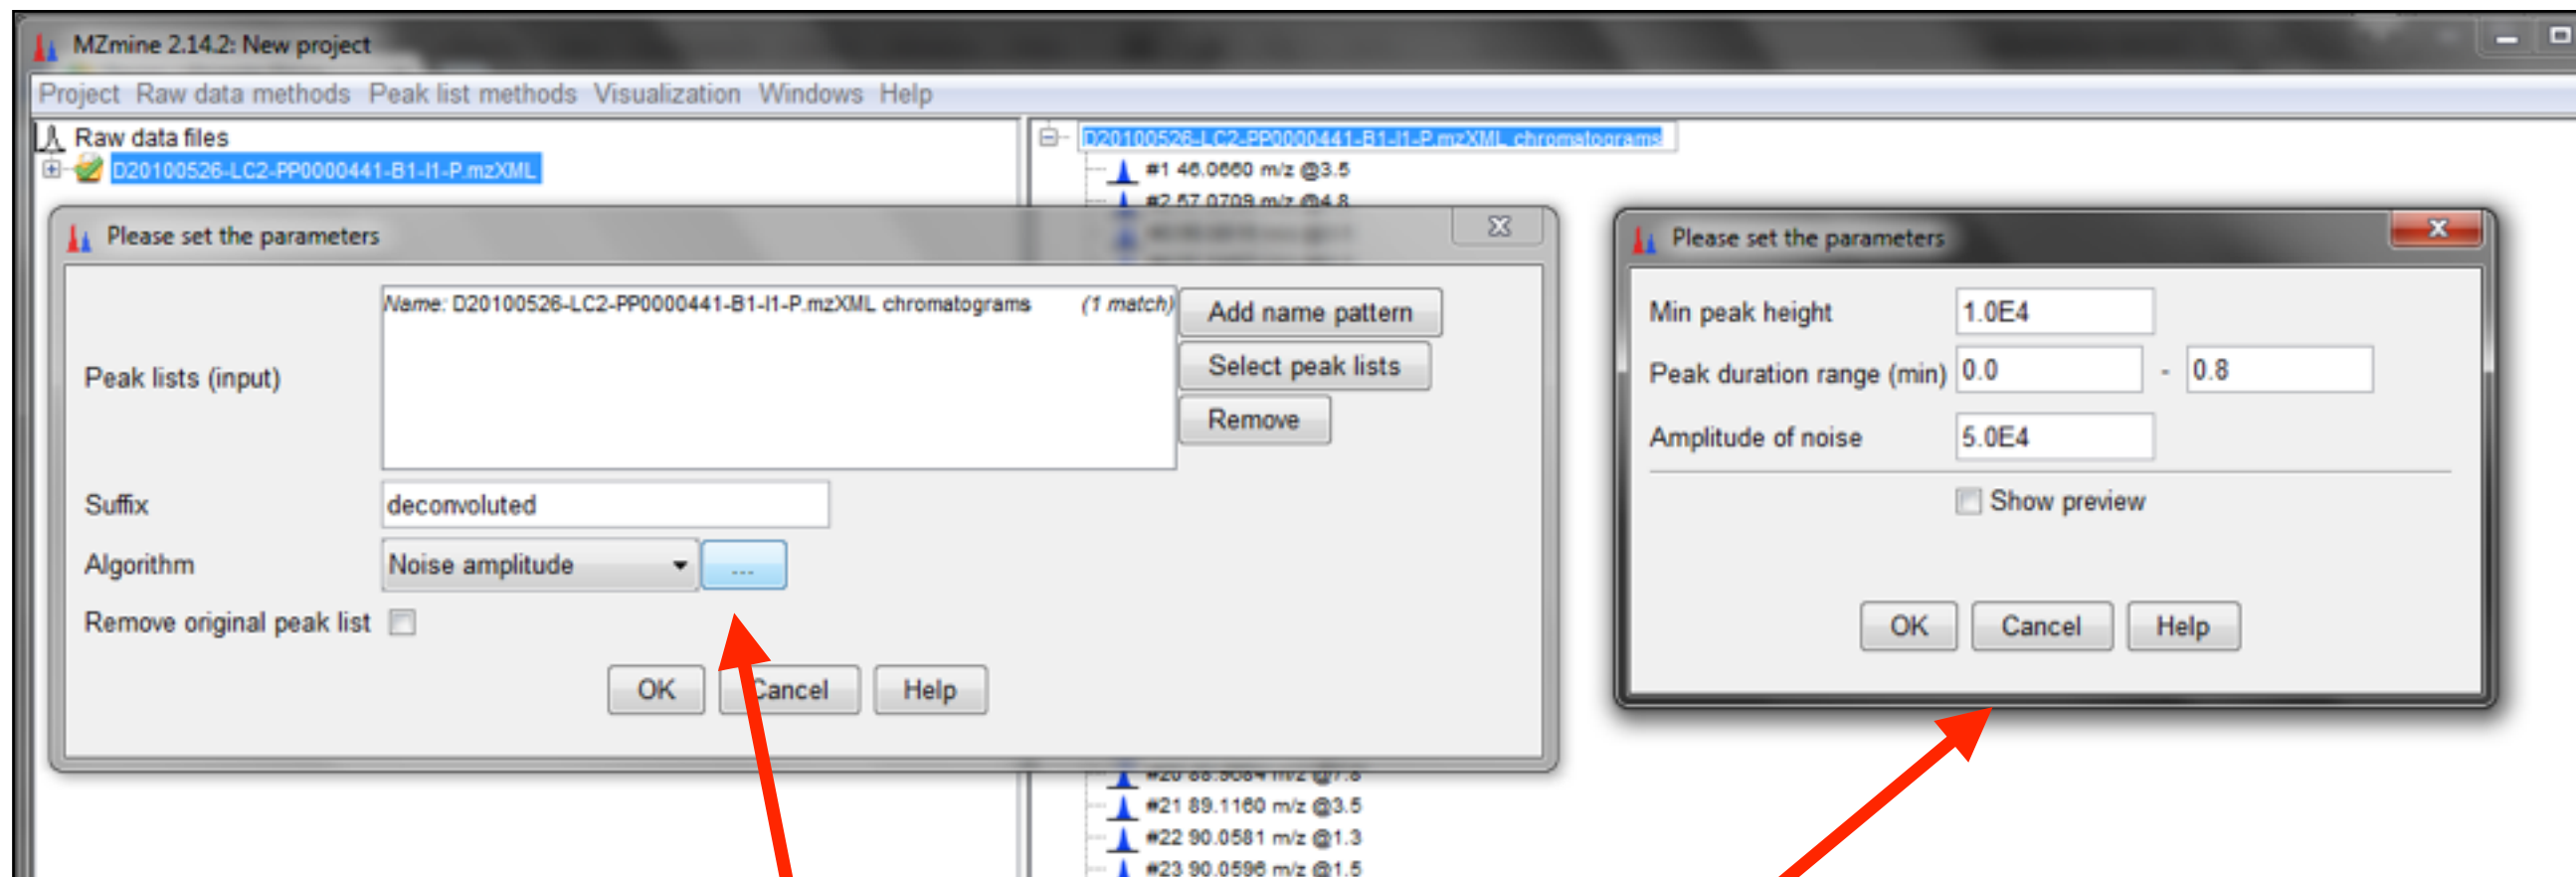 MZmine 2.14.2: New project
Project Raw data methods Peak list methods Visualization Windows Help
Raw data files
D20100526-LC2-PP0000441-B1-I1-P.mzXML
D20100526-LC2-PP0000441-B1-I1-P.mzXML chromatograms
#1 46.0660 m/z @3.5
#2 57.0709 m/z @4.8
Please set the parameters
Peak lists (input)
Name: D20100526-LC2-PP0000441-B1-I1-P.mzXML chromatograms (1 match)
Add name pattern
Select peak lists
Remove
Suffix
deconvoluted
Algorithm
Noise amplitude
...
Remove original peak list
OK Cancel Help
Please set the parameters
Min peak height 1.0E4
Peak duration range (min) 0.0 - 0.8
Amplitude of noise 5.0E4
Show preview
OK Cancel Help
#20 88.9684 m/z @7.8
#21 89.1160 m/z @3.5
#22 90.0581 m/z @1.3
#23 90.0596 m/z @1.5